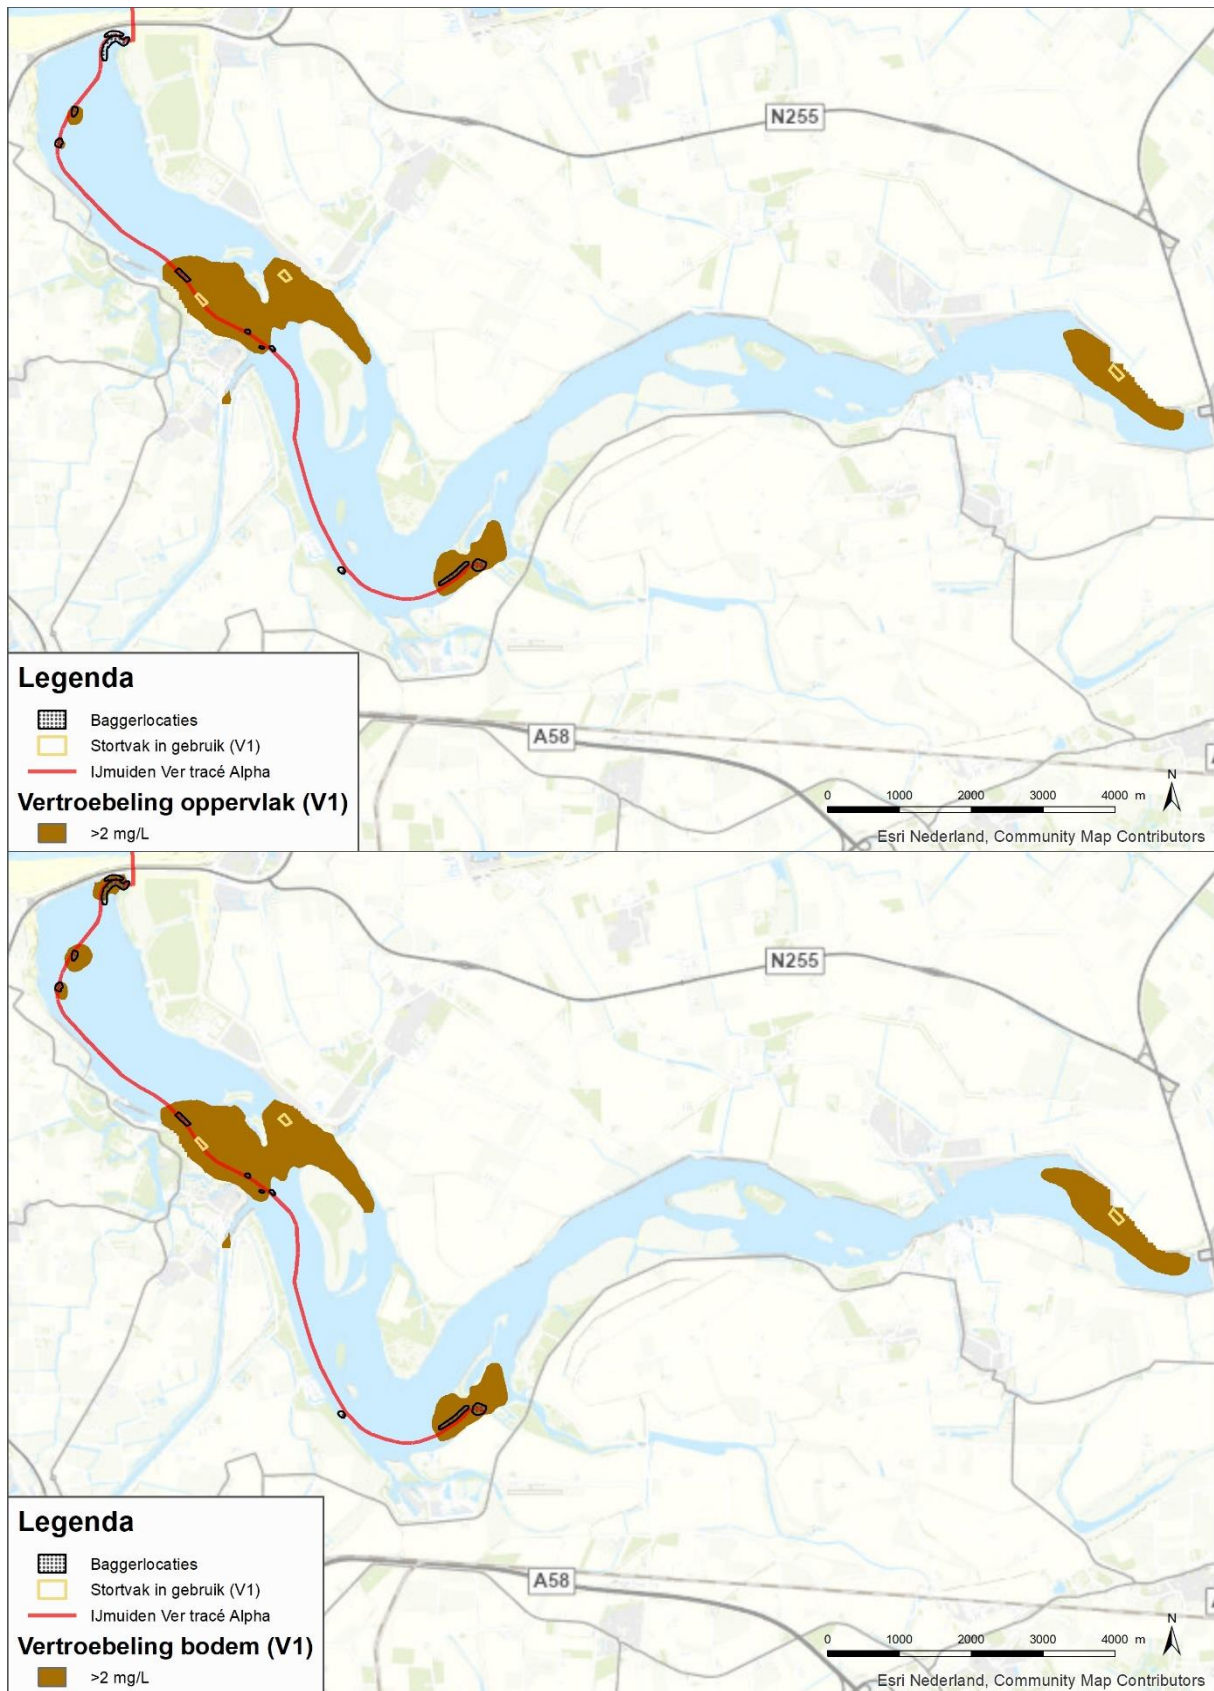 N255
A58
Legenda
Baggerlocaties
Stortvak in gebruik (V1)
IJmuiden Ver tracé Alpha
Vertroebeling oppervlak (V1)
>2 mg/L
N
0 1000 2000 3000 4000 m
Esri Nederland, Community Map Contributors
N255
A58
Legenda
Baggerlocaties
Stortvak in gebruik (V1)
IJmuiden Ver tracé Alpha
Vertroebeling bodem (V1)
>2 mg/L
N
0 1000 2000 3000 4000 m
Esri Nederland, Community Map Contributors